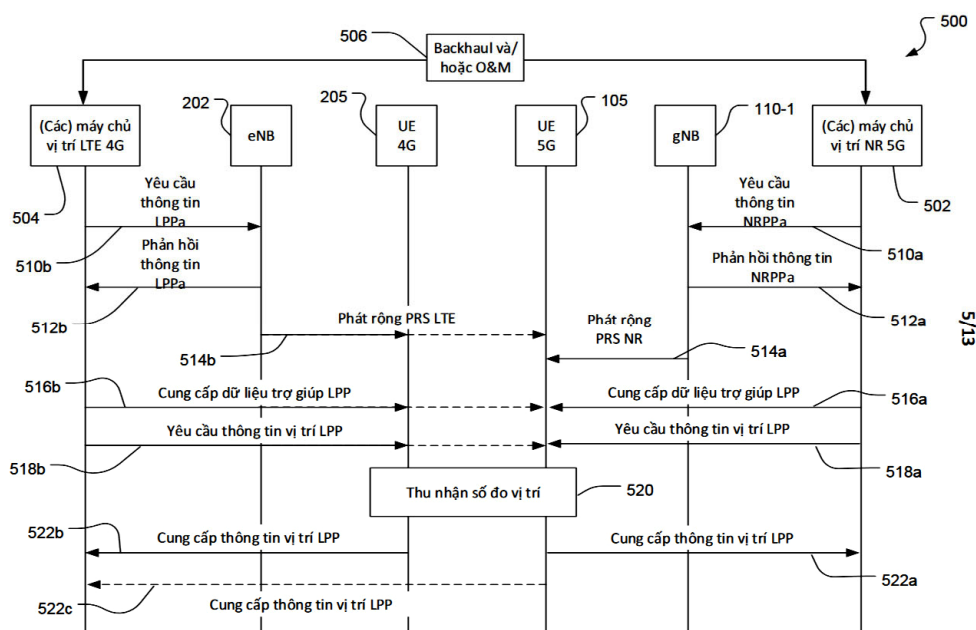 500
506
Backhaul và/
hoặc O&M
202
205
105
110-1
(Các) máy chủ
vị trí LTE 4G
eNB
UE
4G
UE
5G
gNB
(Các) máy chủ
vị trí NR 5G
504
502
Yêu cầu
thông tin
LPPa
Yêu cầu
thông tin
NRPPa
510b
510a
Phản hồi
thông tin
LPPa
Phản hồi thông tin
NRPPa
512b
512a
5/13
Phát rộng PRS LTE
Phát rộng
PRS NR
514b
514a
516b
Cung cấp dữ liệu trợ giúp LPP
Cung cấp dữ liệu trợ giúp LPP
516a
Yêu cầu thông tin vị trí LPP
Yêu cầu thông tin vị trí LPP
518b
518a
Thu nhận số đo vị trí
520
522b
Cung cấp thông tin vị trí LPP
Cung cấp thông tin vị trí LPP
522a
522c
Cung cấp thông tin vị trí LPP